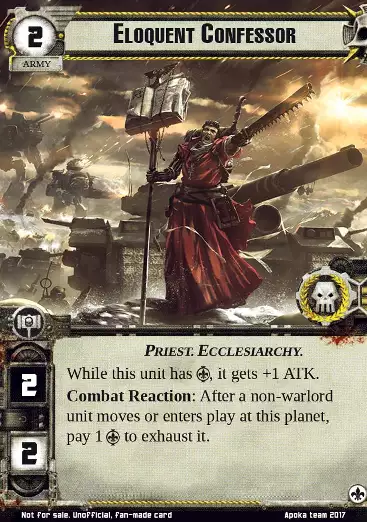 2
ELOQUENT CONFESSOR
ARMY
PRIEST. ECCLESIARCHY.
While this unit has , it gets +1 ATK.
Combat Reaction: After a non-warlord
unit moves or enters play at this planet,
pay 1 to exhaust it.
2
2
Not for sale. Unofficial, fan-made card
Apoka team 2017